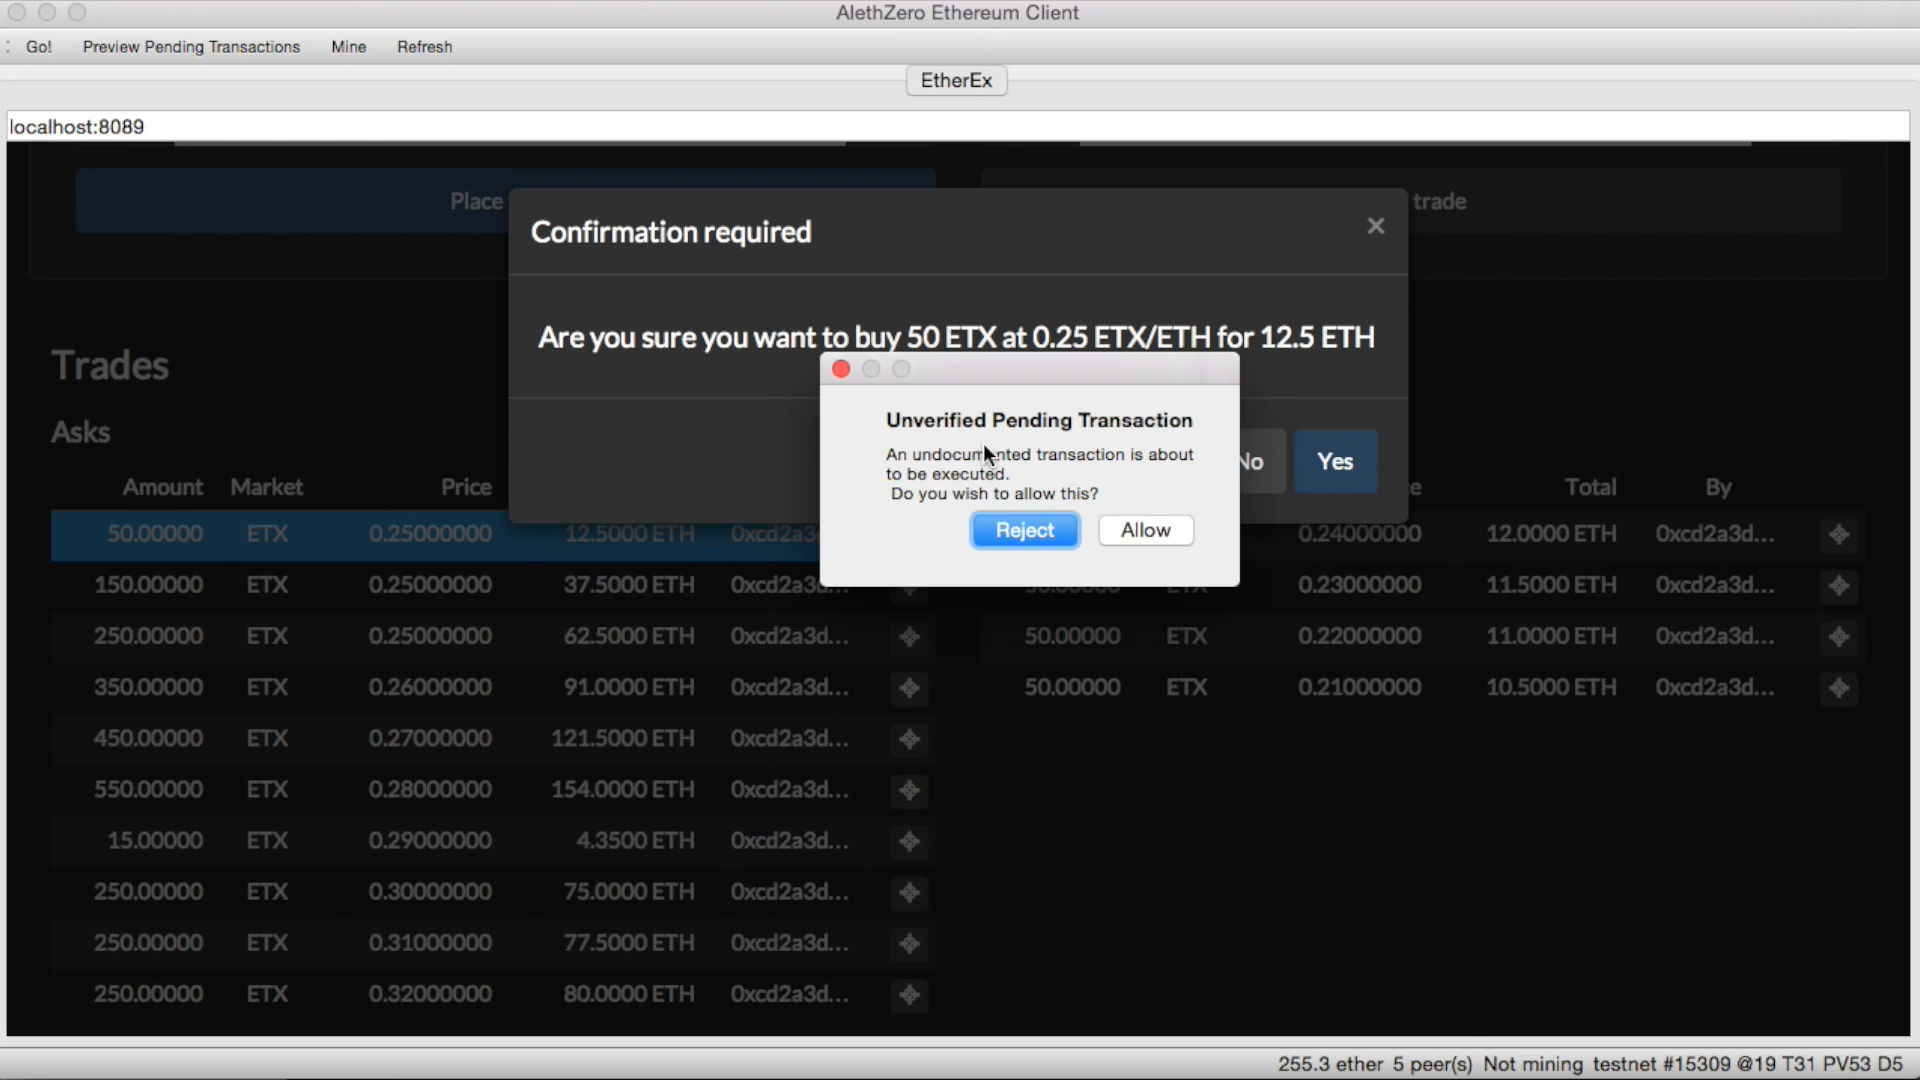 AlethZero Ethereum Client
Go! Preview Pending Transactions Mine Refresh
EtherEx
localhost:8089
Place
trade
Confirmation required
Are you sure you want to buy 50 ETX at 0.25 ETX/ETH for 12.5 ETH
No Yes
Unverified Pending Transaction
An undocumented transaction is about
to be executed.
Do you wish to allow this?
Reject Allow
Trades
Asks
Amount Market Price
Total By
50.00000 ETX 0.25000000 12.5000 ETH 0xcd2a3
0.24000000 12.0000 ETH 0xcd2a3d...
150.00000 ETX 0.25000000 37.5000 ETH 0xcd2a3d...
50.00000 ETX 0.23000000 11.5000 ETH 0xcd2a3d...
250.00000 ETX 0.25000000 62.5000 ETH 0xcd2a3d...
50.00000 ETX 0.22000000 11.0000 ETH 0xcd2a3d...
350.00000 ETX 0.26000000 91.0000 ETH 0xcd2a3d...
50.00000 ETX 0.21000000 10.5000 ETH 0xcd2a3d...
450.00000 ETX 0.27000000 121.5000 ETH 0xcd2a3d...
550.00000 ETX 0.28000000 154.0000 ETH 0xcd2a3d...
15.00000 ETX 0.29000000 4.3500 ETH 0xcd2a3d...
250.00000 ETX 0.30000000 75.0000 ETH 0xcd2a3d...
250.00000 ETX 0.31000000 77.5000 ETH 0xcd2a3d...
250.00000 ETX 0.32000000 80.0000 ETH 0xcd2a3d...
255.3 ether 5 peer(s) Not mining testnet #15309 @19 T31 PV53 D5